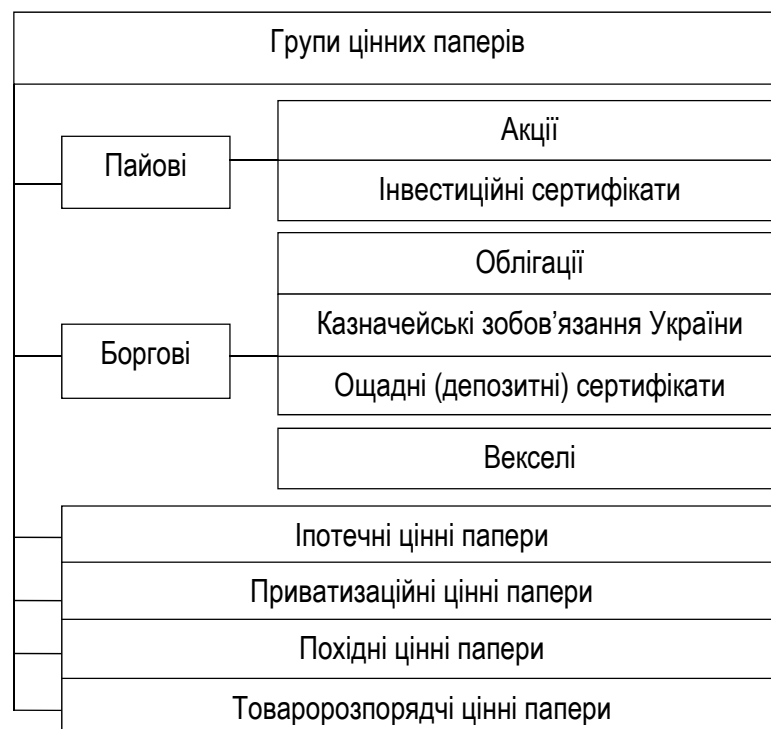 Групи цінних паперів
Акції
Пайові
Інвестиційні сертифікати
Облігації
Казначейські зобов’язання України
Боргові
Ощадні (депозитні) сертифікати
Векселі
Іпотечні цінні папери
Приватизаційні цінні папери
Похідні цінні папери
Товаророзпорядчі цінні папери